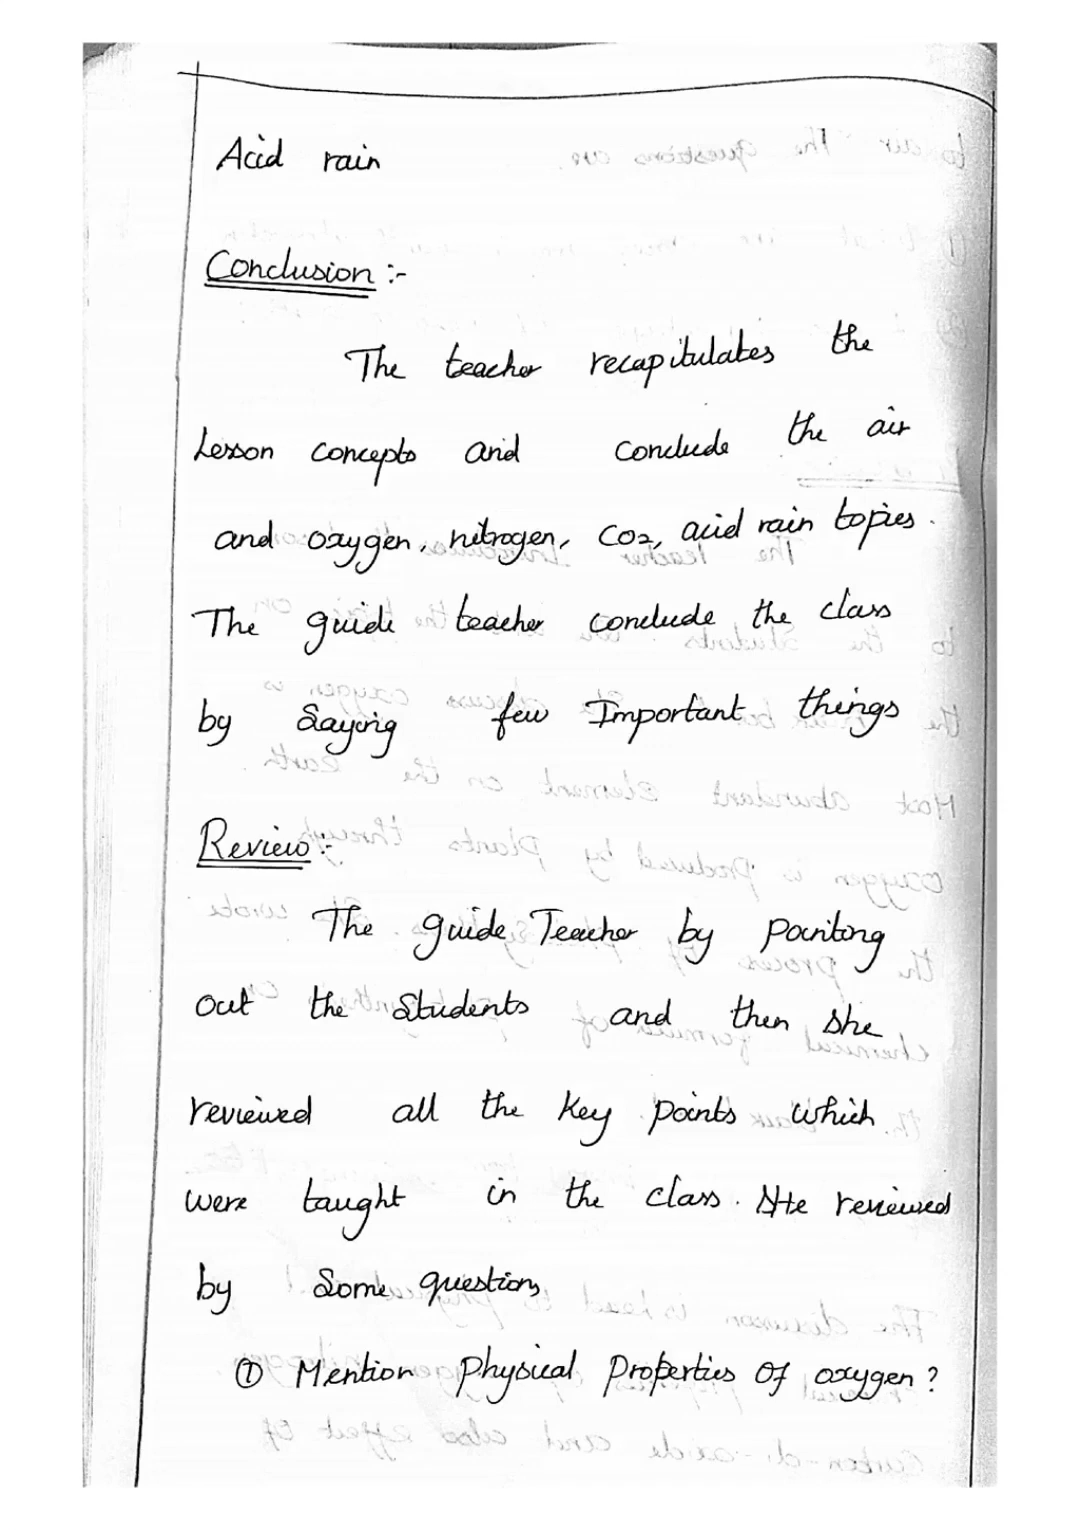 Acid rain
Conclusion :-
The teacher recapitulates the
Lesson concepts and conclude the air
and oxygen, nitrogen, CO2, acid rain topics.
The guide teacher conclude the class
by Saying few Important things
Review :-
The guide Teacher by pointing
out the Students and then she
reviewed all the key points which
were taught in the class. She reviewed
by Some questions
① Mention Physical Properties Of oxygen?